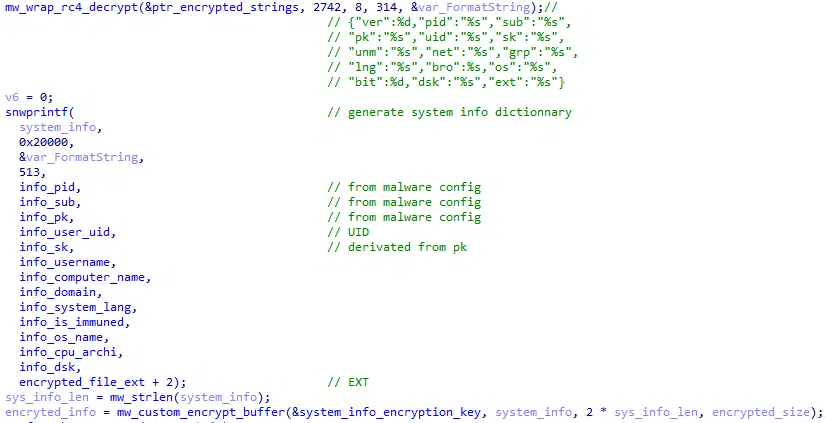 mw_wrap_rc4_decrypt(&ptr_encrypted_strings, 2742, 8, 314, &var_FormatString);//
// {"ver":%d,"pid":"%s","sub":"%s",
// "pk":"%s","uid":"%s","sk":"%s",
// "unm":"%s","net":"%s","grp":"%s",
// "lng":"%s","bro":%s,"os":"%s",
// "bit":%d,"dsk":"%s","ext":"%s"}
v6 = 0;
snwprintf( // generate system info dictionnary
system_info,
0x20000,
&var_FormatString,
513,
info_pid, // from malware config
info_sub, // from malware config
info_pk, // from malware config
info_user_uid, // UID
info_sk, // derivated from pk
info_username,
info_computer_name,
info_domain,
info_system_lang,
info_is_immuned,
info_os_name,
info_cpu_archi,
info_dsk,
encrypted_file_ext + 2); // EXT
sys_info_len = mw_strlen(system_info);
encryted_info = mw_custom_encrypt_buffer(&system_info_encryption_key, system_info, 2 * sys_info_len, encrypted_size);